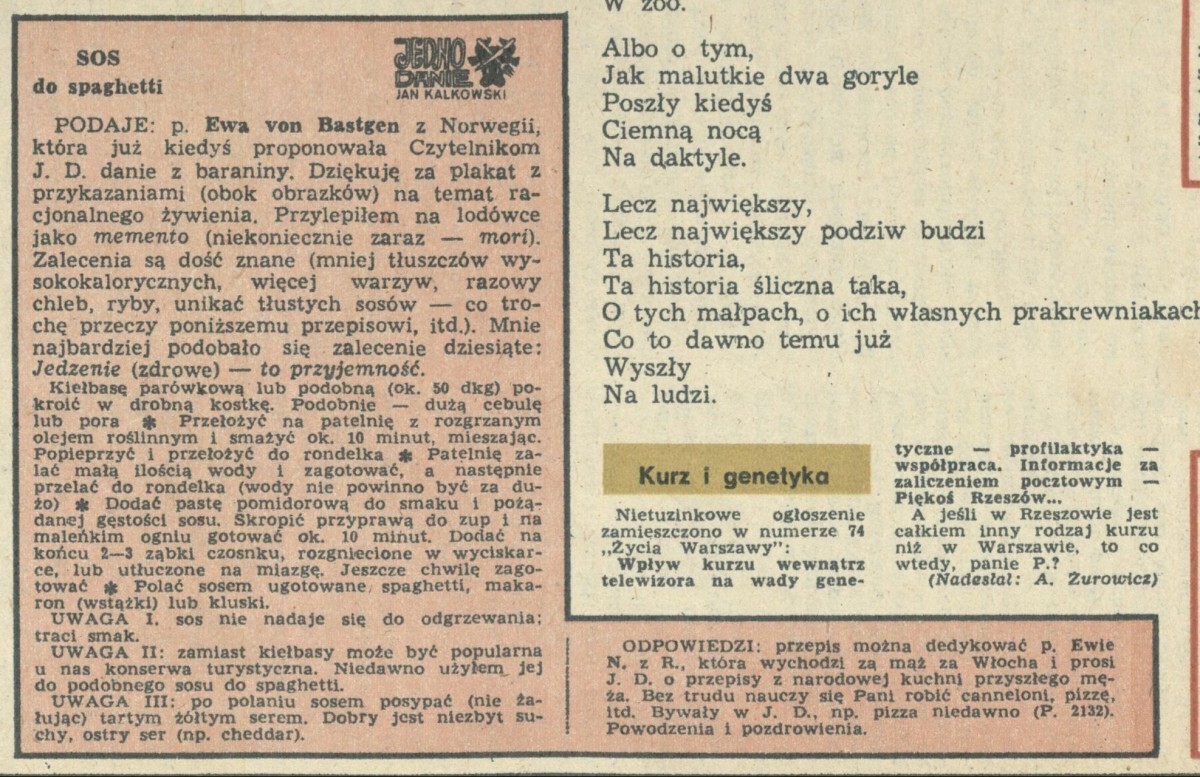 SOS
do spaghetti
JEDNO
DANIE
JAN KALKOWSKI
PODAJE: p. Ewa von Bastgen z Norwegii,
która już kiedyś proponowała Czytelnikom
J. D. danie z baraniny. Dziękuję za plakat z
przykazaniami (obok obrazków) na temat ra-
cjonalnego żywienia. Przylepiłem na lodówce
jako memento (niekoniecznie zaraz — mori).
Zalecenia są dość znane (mniej tłuszczów wy-
sokokalorycznych, więcej warzyw, razowy
chleb, ryby, unikać tłustych sosów — co tro-
chę przeczy poniższemu przepisowi, itd.). Mnie
najbardziej podobało się zalecenie dziesiąte:
Jedzenie (zdrowe) — to przyjemność.
Kiełbasę parówkową lub podobną (ok. 50 dkg) po-
kroić w drobną kostkę. Podobnie — dużą cebulę
lub pora ✱ Przełożyć na patelnię z rozgrzanym
olejem roślinnym i smażyć ok. 10 minut, mieszając.
Popieprzyć i przełożyć do rondelka ✱ Patelnię za-
lać małą ilością wody i zagotować, a następnie
przelać do rondelka (wody nie powinno być za du-
żo) ✱ Dodać pastę pomidorową do smaku i pożą-
danej gęstości sosu. Skropić przyprawą do zup i na
maleńkim ogniu gotować ok. 10 minut. Dodać na
końcu 2—3 ząbki czosnku, rozgniecione w wyciskar-
ce, lub utłuczone na miazgę. Jeszcze chwilę zago-
tować ✱ Polać sosem ugotowane spaghetti, maka-
ron (wstążki) lub kluski.
UWAGA I. sos nie nadaje się do odgrzewania;
traci smak.
UWAGA II: zamiast kiełbasy może być popularna
u nas konserwa turystyczna. Niedawno użyłem jej
do podobnego sosu do spaghetti.
UWAGA III: po polaniu sosem posypać (nie ża-
łując) tartym żółtym serem. Dobry jest niezbyt su-
chy, ostry ser (np. cheddar).
ODPOWIEDZI: przepis można dedykować p. Ewie
N. z R., która wychodzi zą mąż za Włocha i prosi
J. D. o przepisy z narodowej kuchni przyszłego mę-
ża. Bez trudu nauczy się Pani robić canneloni, pizzę,
itd. Bywały w J. D., np. pizza niedawno (P. 2132).
Powodzenia i pozdrowienia.
W zoo.
Albo o tym,
Jak malutkie dwa goryle
Poszły kiedyś
Ciemną nocą
Na daktyle.
Lecz największy,
Lecz największy podziw budzi
Ta historia,
Ta historia śliczna taka,
O tych małpach, o ich własnych prakrewniakach
Co to dawno temu już
Wyszły
Na ludzi.
Kurz i genetyka
Nietuzinkowe ogłoszenie
zamieszczono w numerze 74
„Życia Warszawy":
Wpływ kurzu wewnątrz
telewizora na wady gene-
tyczne — profilaktyka —
współpraca. Informacje za
zaliczeniem pocztowym —
Piękoś Rzeszów...
A jeśli w Rzeszowie jest
całkiem inny rodzaj kurzu
niż w Warszawie, to co
wtedy, panie P.?
(Nadesłał: A. Żurowicz)